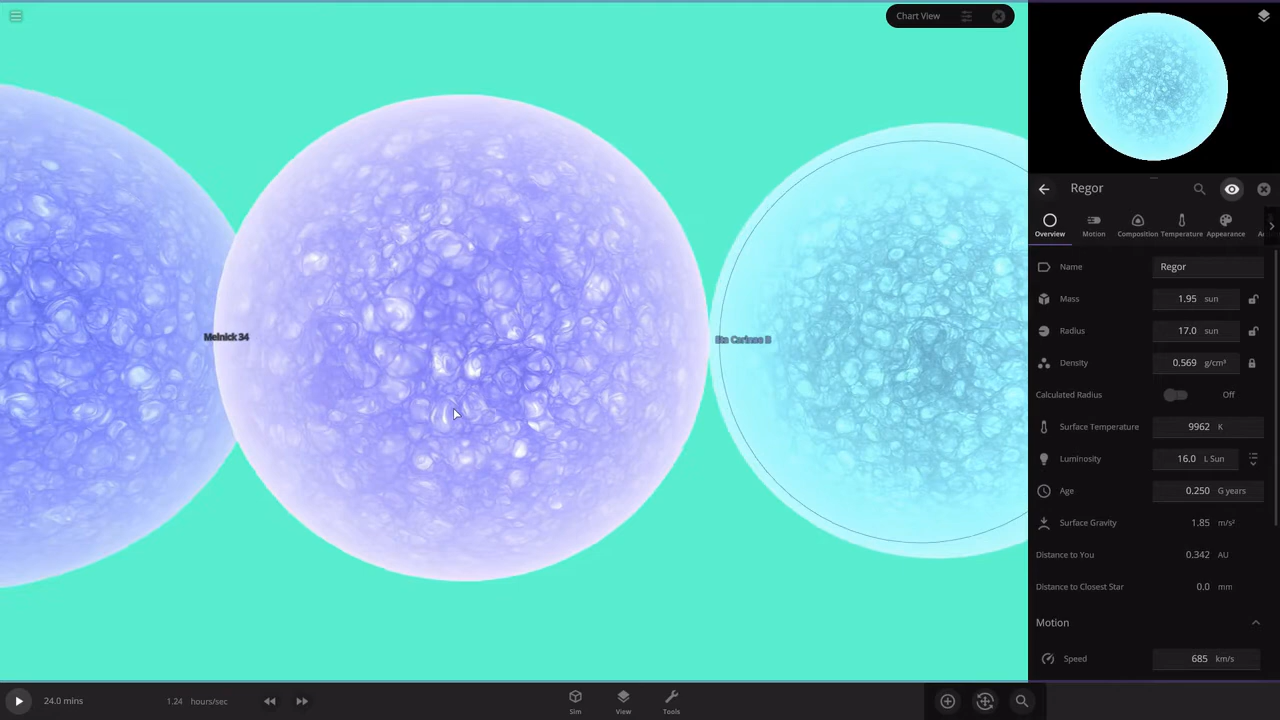 Chart View
Melnick 34
Eta Carinae B
Regor
Overview Motion Composition Temperature Appearance
Name Regor
Mass 1.95 sun
Radius 17.0 sun
Density 0.569 g/cm³
Calculated Radius Off
Surface Temperature 9962 K
Luminosity 16.0 L Sun
Age 0.250 G years
Surface Gravity 1.85 m/s²
Distance to You 0.342 AU
Distance to Closest Star 0.0 mm
Motion
Speed 685 km/s
24.0 mins 1.24 hours/sec
Sim View Tools